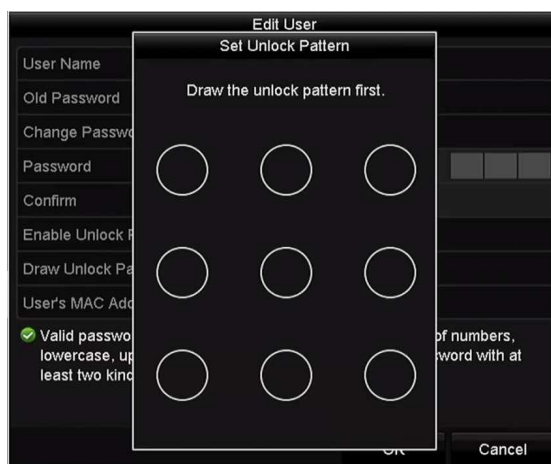 Edit User
Set Unlock Pattern
Draw the unlock pattern first.
User Name
Old Password
Change Passwo
Password
Confirm
Enable Unlock
Draw Unlock Pa
User's MAC Add
Valid passwo of numbers,
lowercase, up word with at
least two kind
OK Cancel